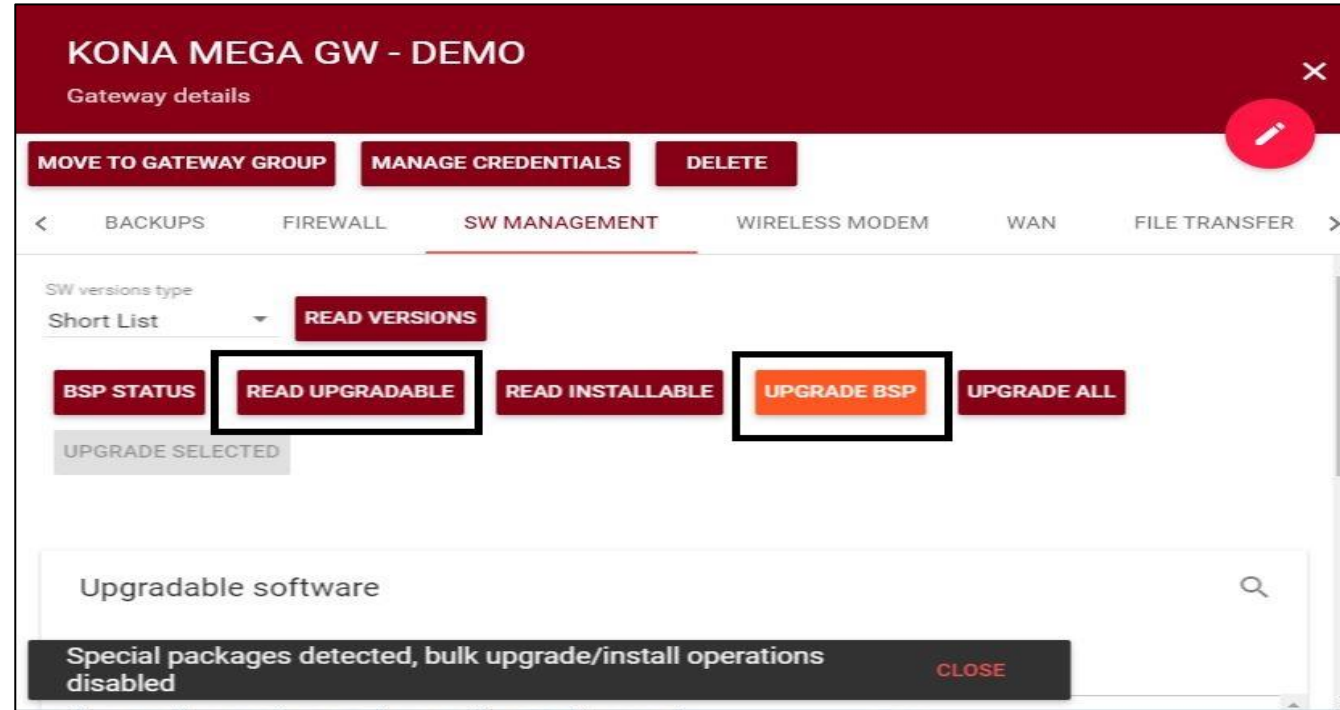 KONA MEGA GW - DEMO
Gateway details
MOVE TO GATEWAY GROUP MANAGE CREDENTIALS DELETE
BACKUPS FIREWALL SW MANAGEMENT WIRELESS MODEM WAN FILE TRANSFER
SW versions type
Short List READ VERSIONS
BSP STATUS READ UPGRADABLE READ INSTALLABLE UPGRADE BSP UPGRADE ALL
UPGRADE SELECTED
Upgradable software
Special packages detected, bulk upgrade/install operations
disabled
CLOSE